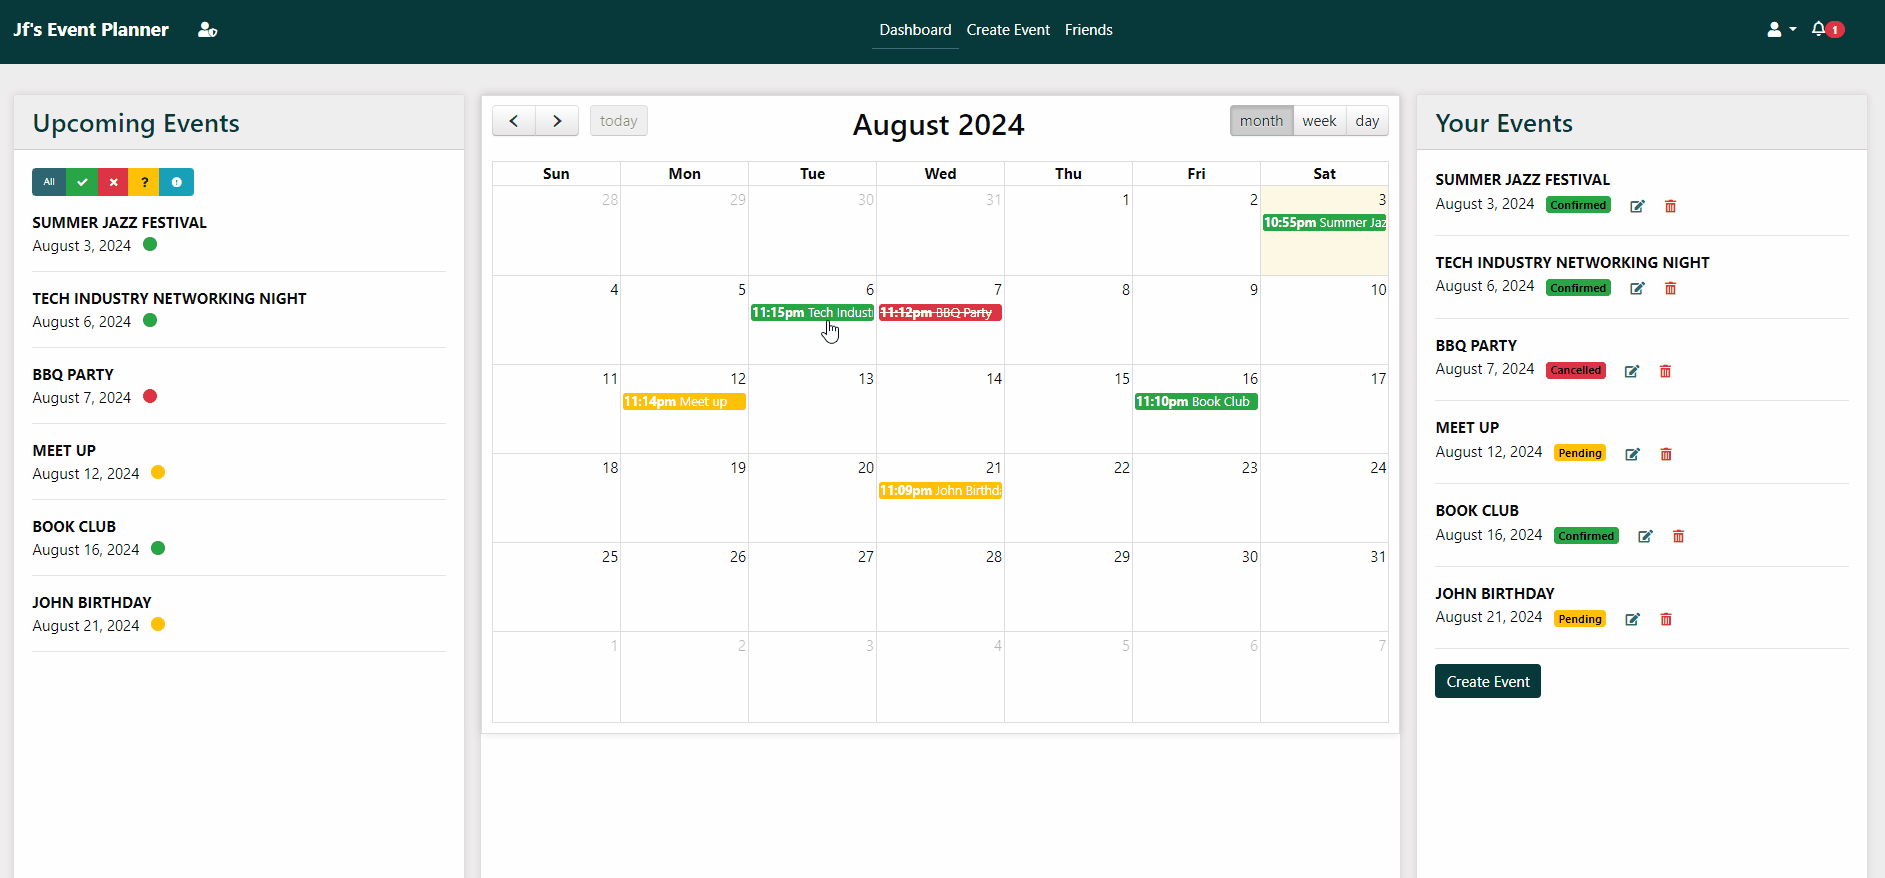 Jf's Event Planner
Dashboard Create Event Friends
1
Upcoming Events
All ?
SUMMER JAZZ FESTIVAL
August 3, 2024
TECH INDUSTRY NETWORKING NIGHT
August 6, 2024
BBQ PARTY
August 7, 2024
MEET UP
August 12, 2024
BOOK CLUB
August 16, 2024
JOHN BIRTHDAY
August 21, 2024
today
August 2024
month week day
Sun Mon Tue Wed Thu Fri Sat
28 29 30 31 1 2 3
10:55pm Summer Jaz
4 5 6 7 8 9 10
11:15pm Tech Indust 11:12pm BBQ Party
11 12 13 14 15 16 17
11:14pm Meet up 11:10pm Book Club
18 19 20 21 22 23 24
11:09pm John Birthd
25 26 27 28 29 30 31
1 2 3 4 5 6 7
Your Events
SUMMER JAZZ FESTIVAL
August 3, 2024 Confirmed
TECH INDUSTRY NETWORKING NIGHT
August 6, 2024 Confirmed
BBQ PARTY
August 7, 2024 Cancelled
MEET UP
August 12, 2024 Pending
BOOK CLUB
August 16, 2024 Confirmed
JOHN BIRTHDAY
August 21, 2024 Pending
Create Event